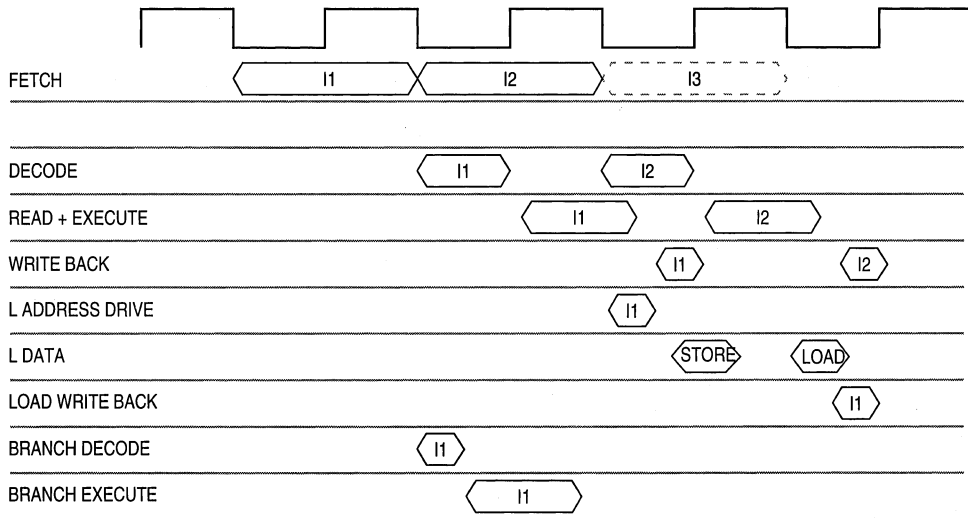 FETCH I1 I2 I3
DECODE I1 I2
READ + EXECUTE I1 I2
WRITE BACK I1 I2
L ADDRESS DRIVE I1
L DATA STORE LOAD
LOAD WRITE BACK I1
BRANCH DECODE I1
BRANCH EXECUTE I1